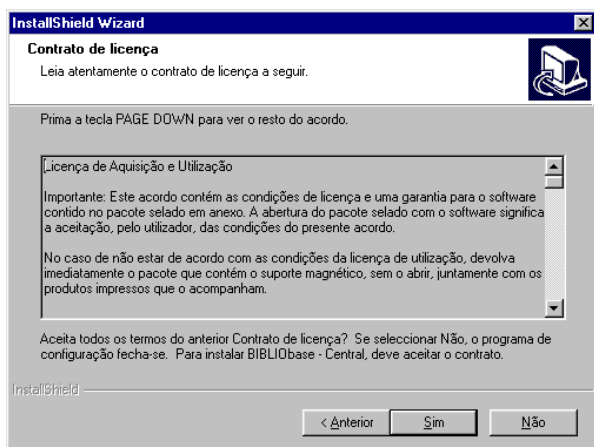 InstallShield Wizard
Contrato de licença
Leia atentamente o contrato de licença a seguir.
Prima a tecla PAGE DOWN para ver o resto do acordo.
Licença de Aquisição e Utilização
Importante: Este acordo contém as condições de licença e uma garantia para o software
contido no pacote selado em anexo. A abertura do pacote selado com o software significa
a aceitação, pelo utilizador, das condições do presente acordo.
No caso de não estar de acordo com as condições da licença de utilização, devolva
imediatamente o pacote que contém o suporte magnético, sem o abrir, juntamente com os
produtos impressos que o acompanham.
Aceita todos os termos do anterior Contrato de licença? Se seleccionar Não, o programa de
configuração fecha-se. Para instalar BIBLIObase - Central, deve aceitar o contrato.
InstallShield
< Anterior Sim Não